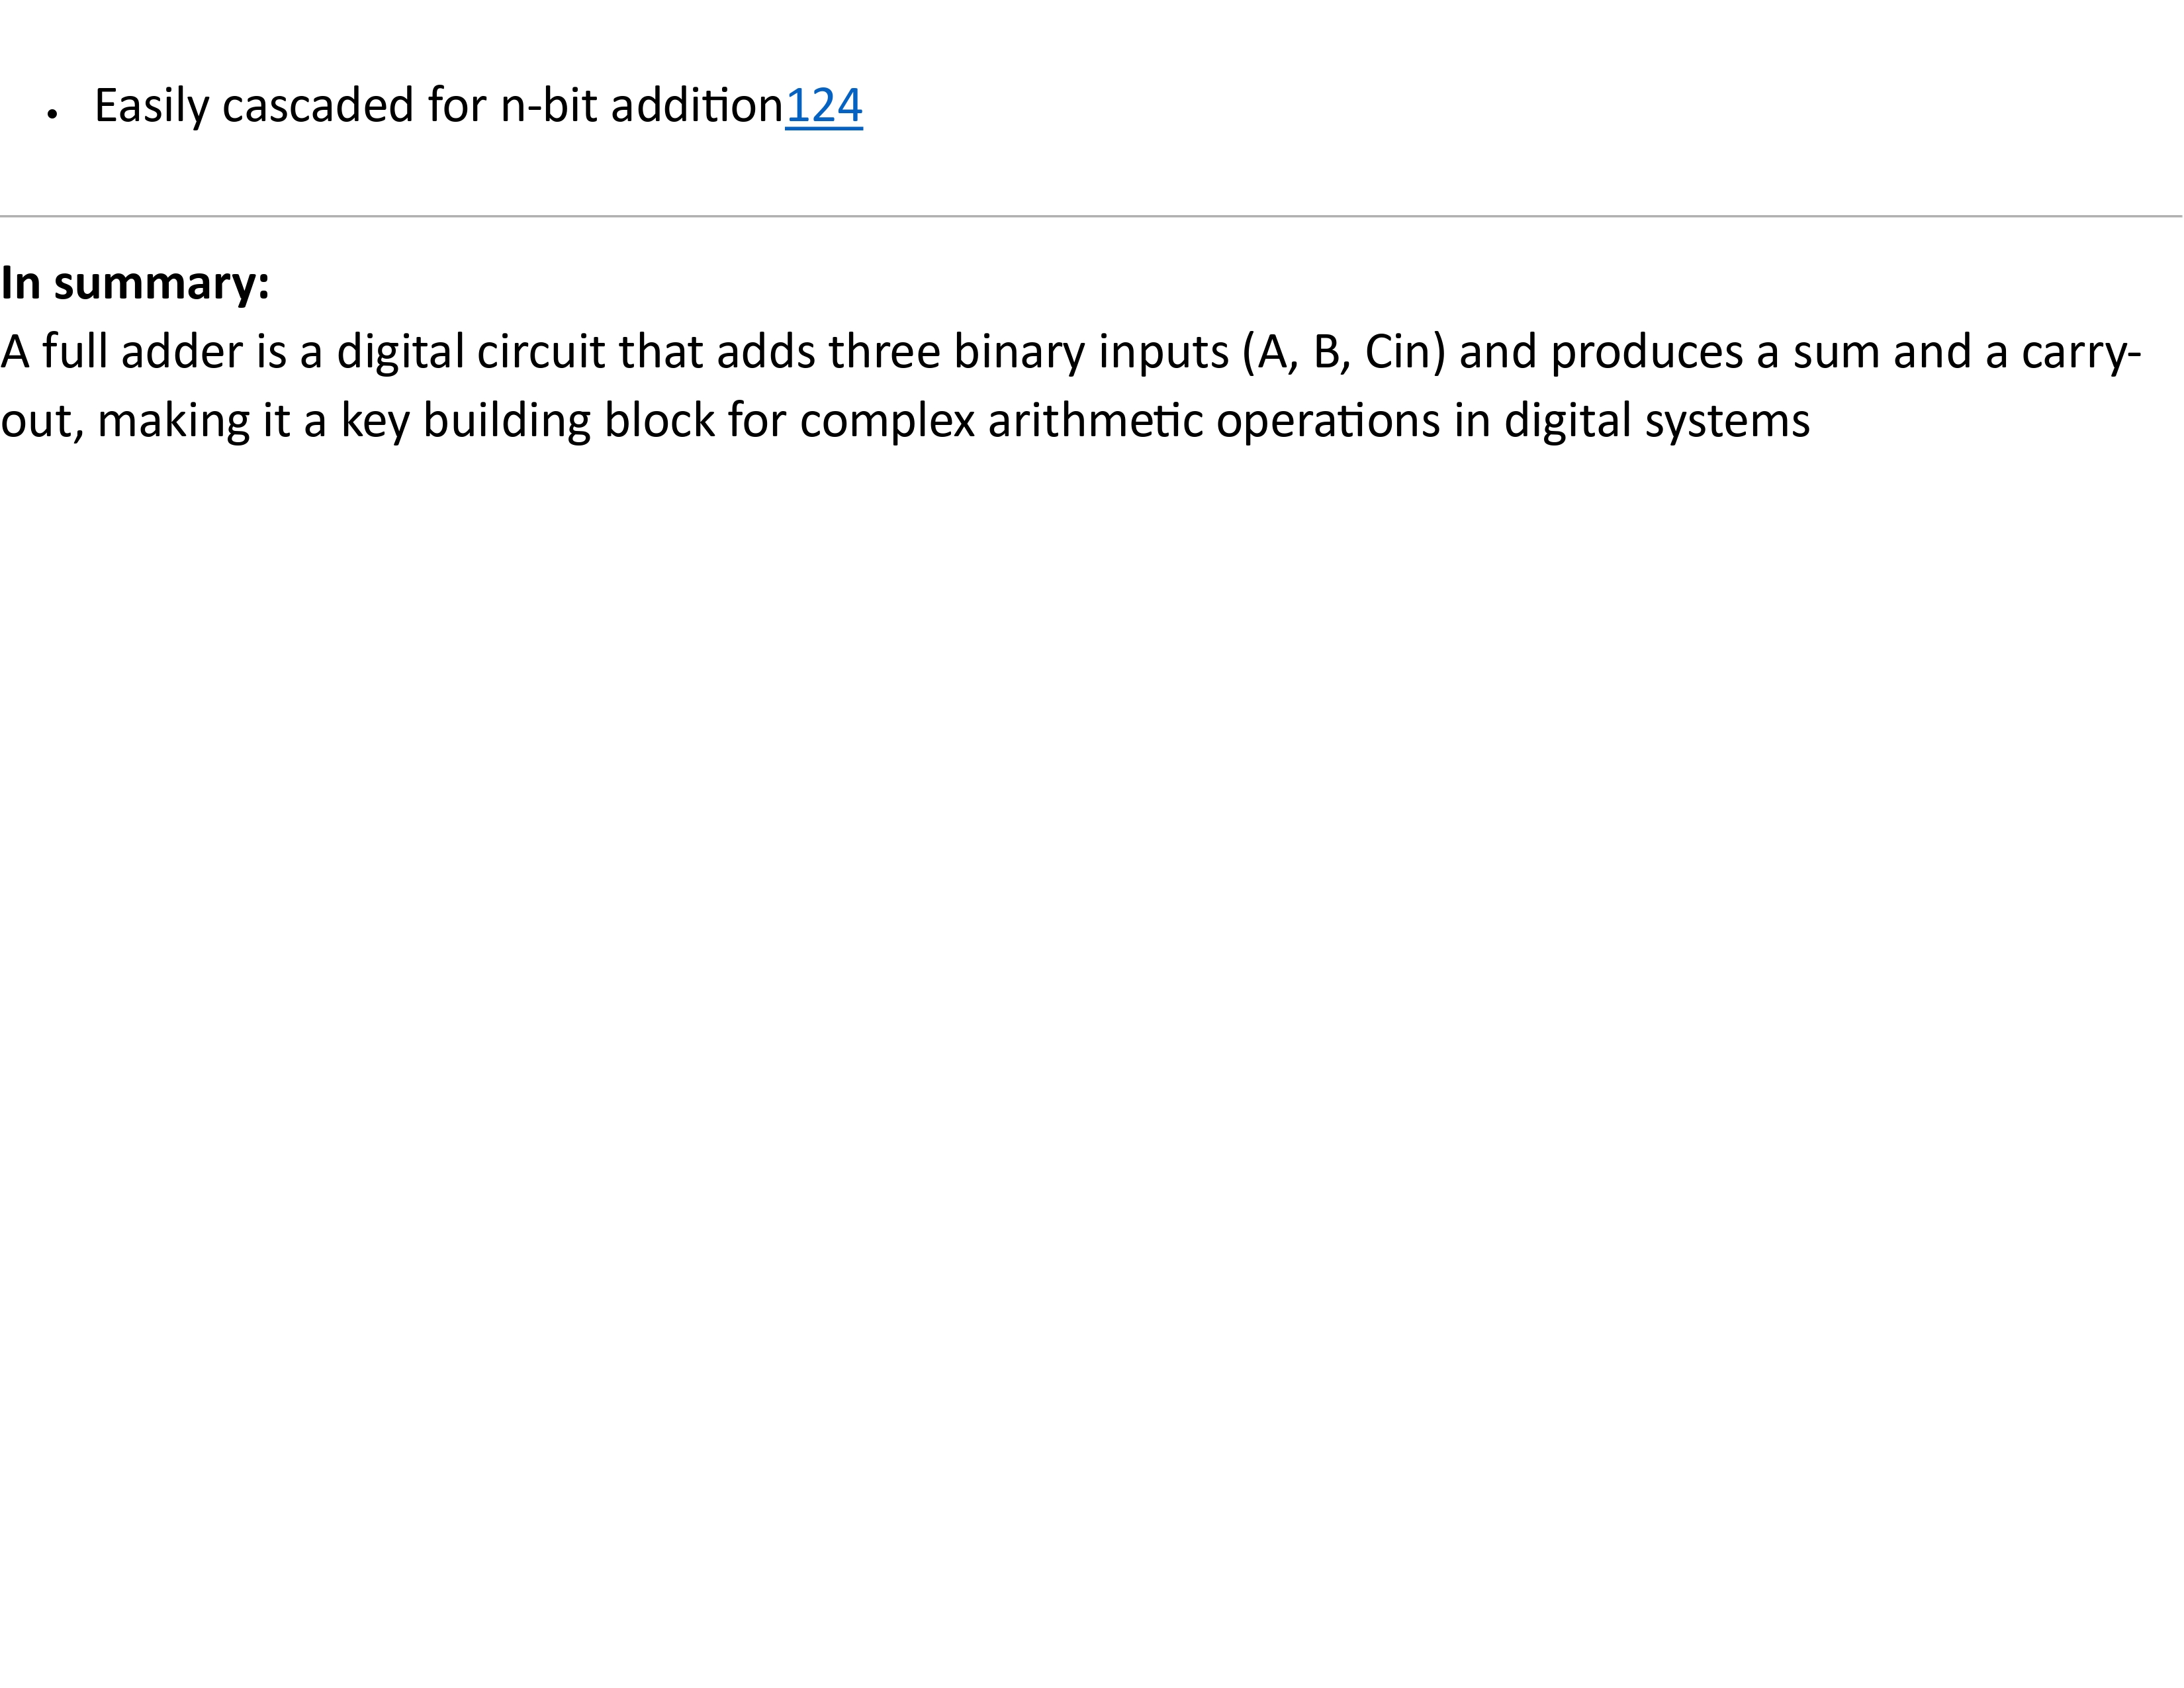 • Easily cascaded for n-bit addition124
In summary:
A full adder is a digital circuit that adds three binary inputs (A, B, Cin) and produces a sum and a carry-
out, making it a key building block for complex arithmetic operations in digital systems